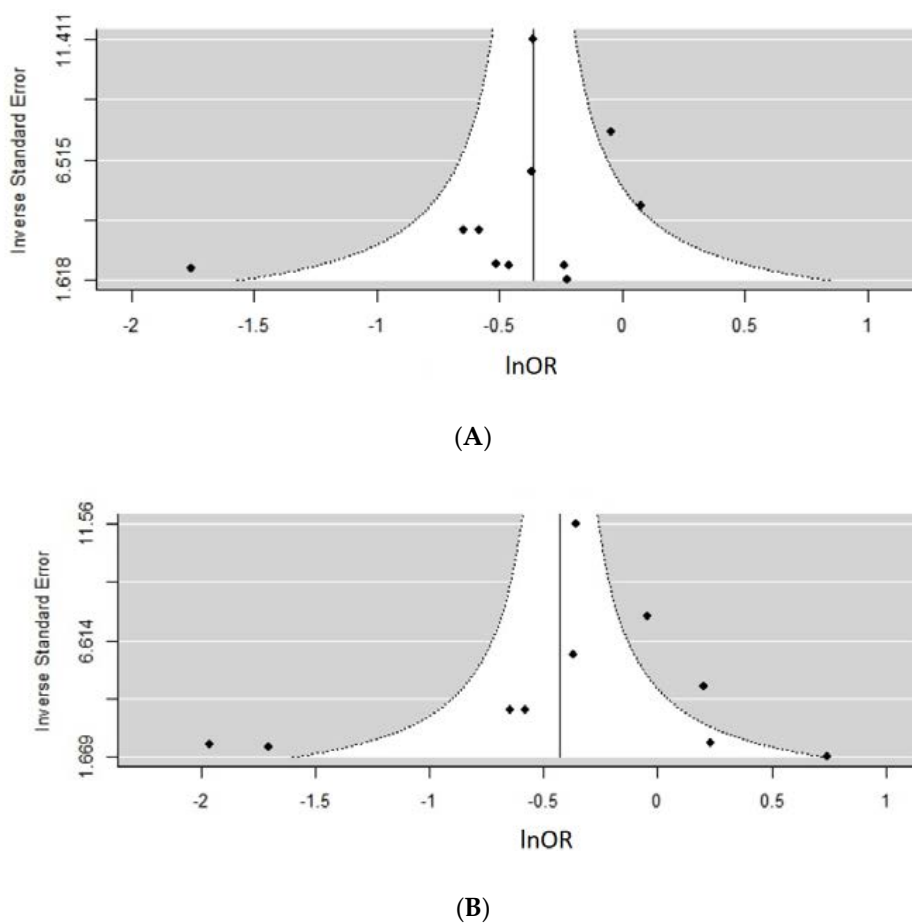 11.411
6.515
1.618
Inverse Standard Error
-2 -1.5 -1 -0.5 0 0.5 1
lnOR
(A)
11.56
6.614
1.669
Inverse Standard Error
-2 -1.5 -1 -0.5 0 0.5 1
lnOR
(B)